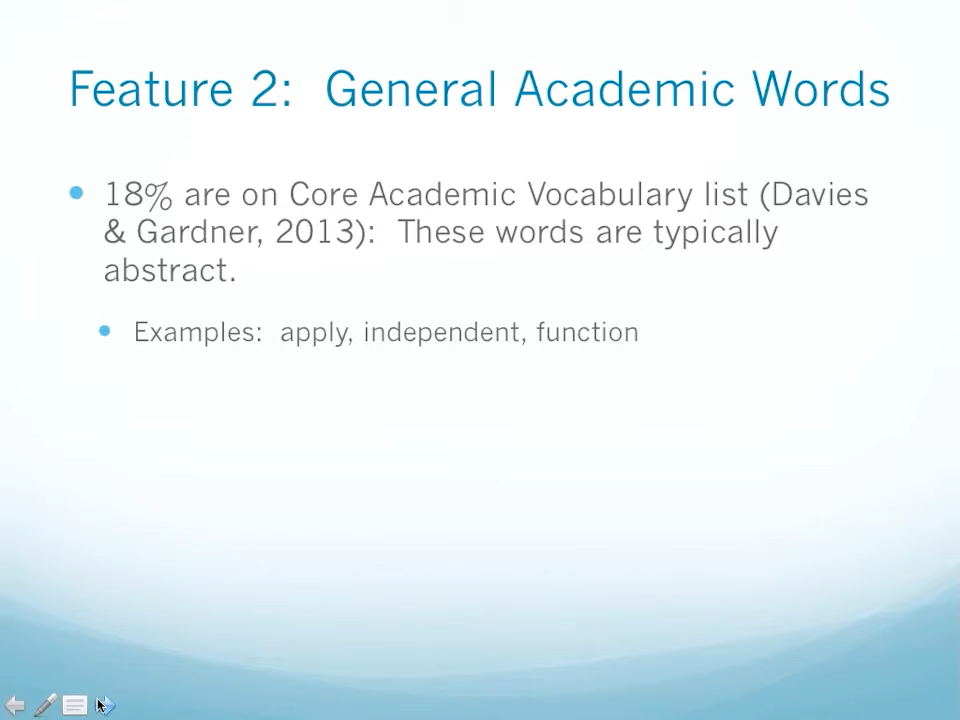 Feature 2:  General Academic Words
18% are on Core Academic Vocabulary list (Davies
& Gardner, 2013):  These words are typically
abstract.
Examples:  apply, independent, function